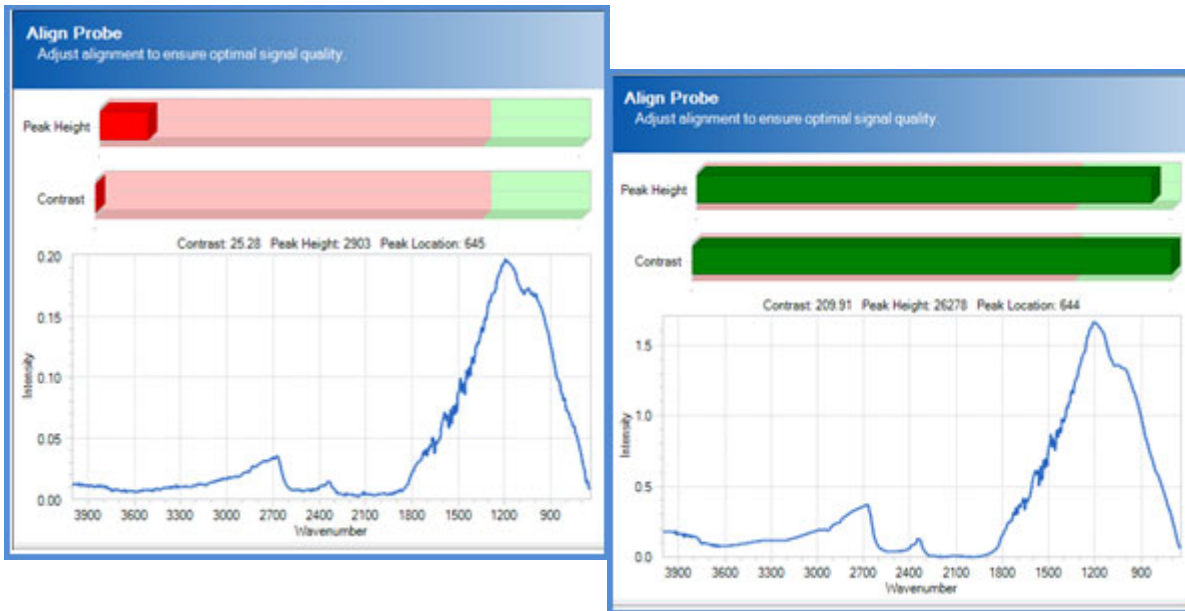 Align Probe
Adjust alignment to ensure optimal signal quality.
Peak Height
Contrast
Contrast: 25.28 Peak Height: 2903 Peak Location: 645
0.20
0.15
0.10
0.05
0.00
Intensity
3900 3600 3300 3000 2700 2400 2100 1800 1500 1200 900
Wavenumber
Align Probe
Adjust alignment to ensure optimal signal quality.
Peak Height
Contrast
Contrast: 209.91 Peak Height: 26278 Peak Location: 644
1.5
1.0
0.5
0.0
Intensity
3900 3600 3300 3000 2700 2400 2100 1800 1500 1200 900
Wavenumber